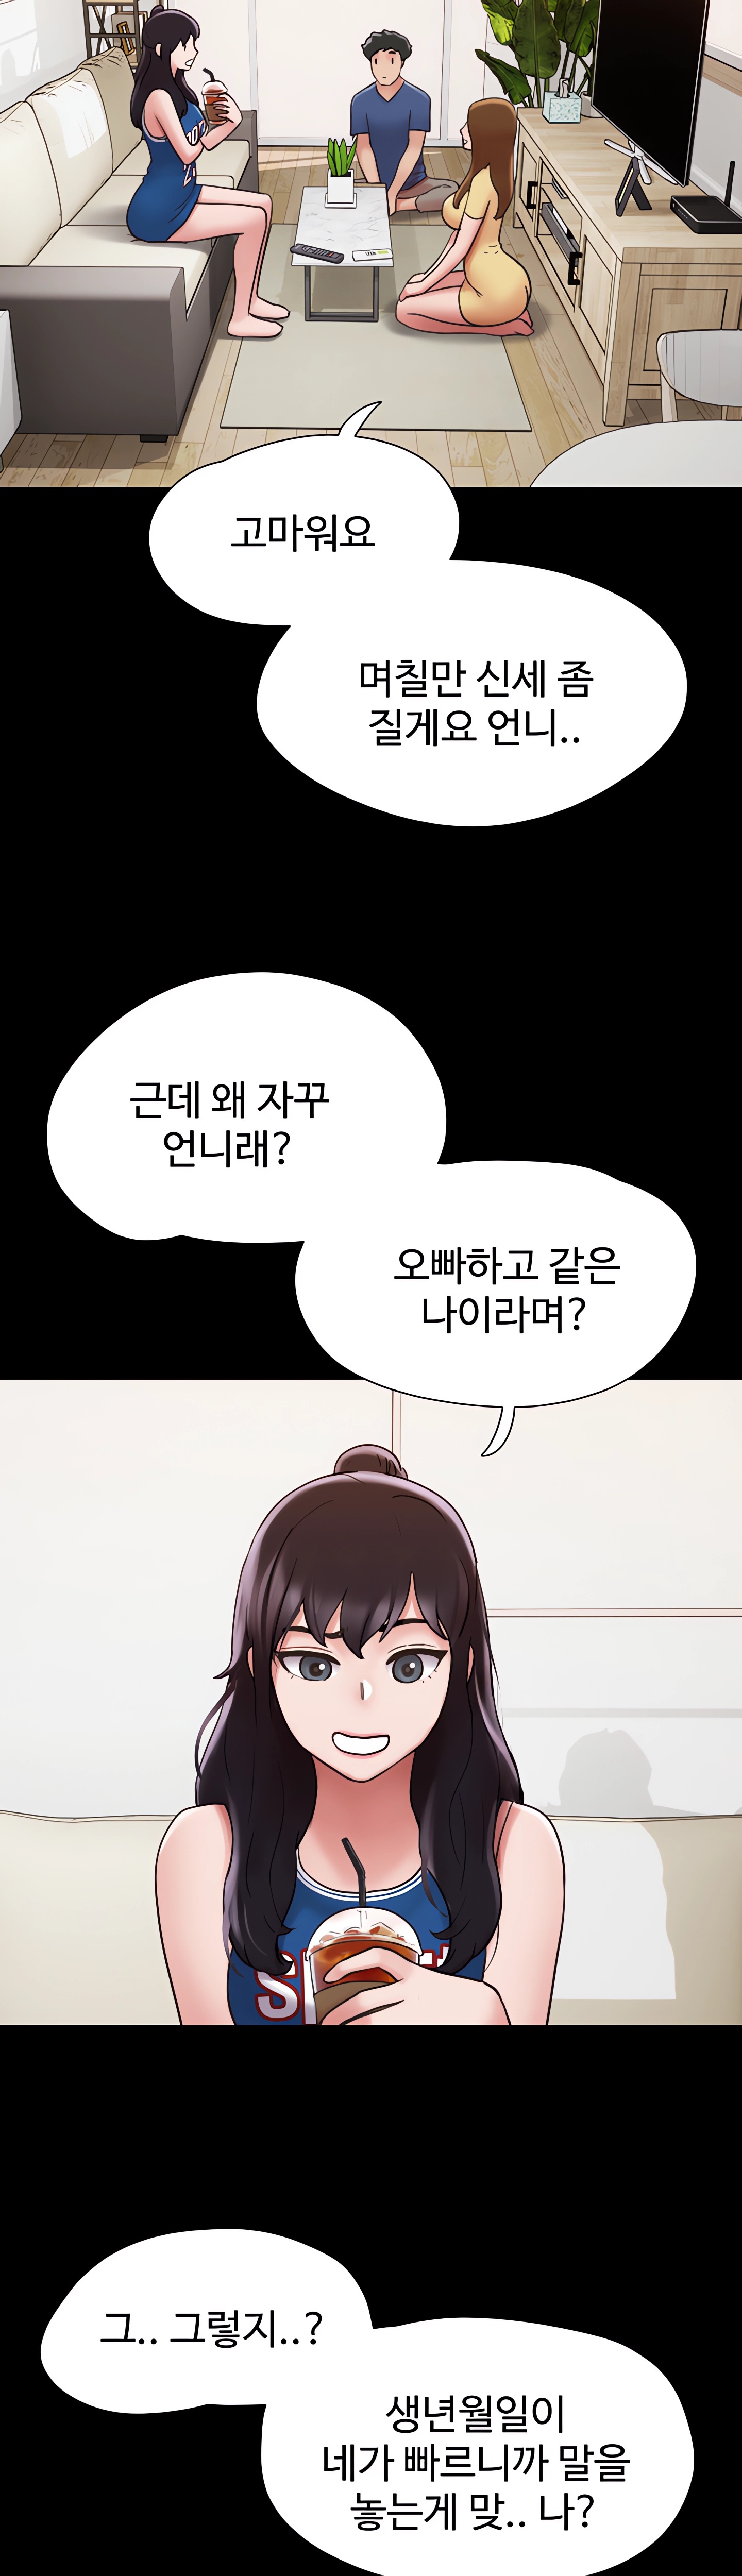 고마워요
며칠만 신세 좀
질게요 언니..
근데 왜 자꾸
언니래?
오빠하고 같은
나이라며?
그.. 그렇지..?
생년월일이
네가 빠르니까 말을
놓는게 맞.. 나?